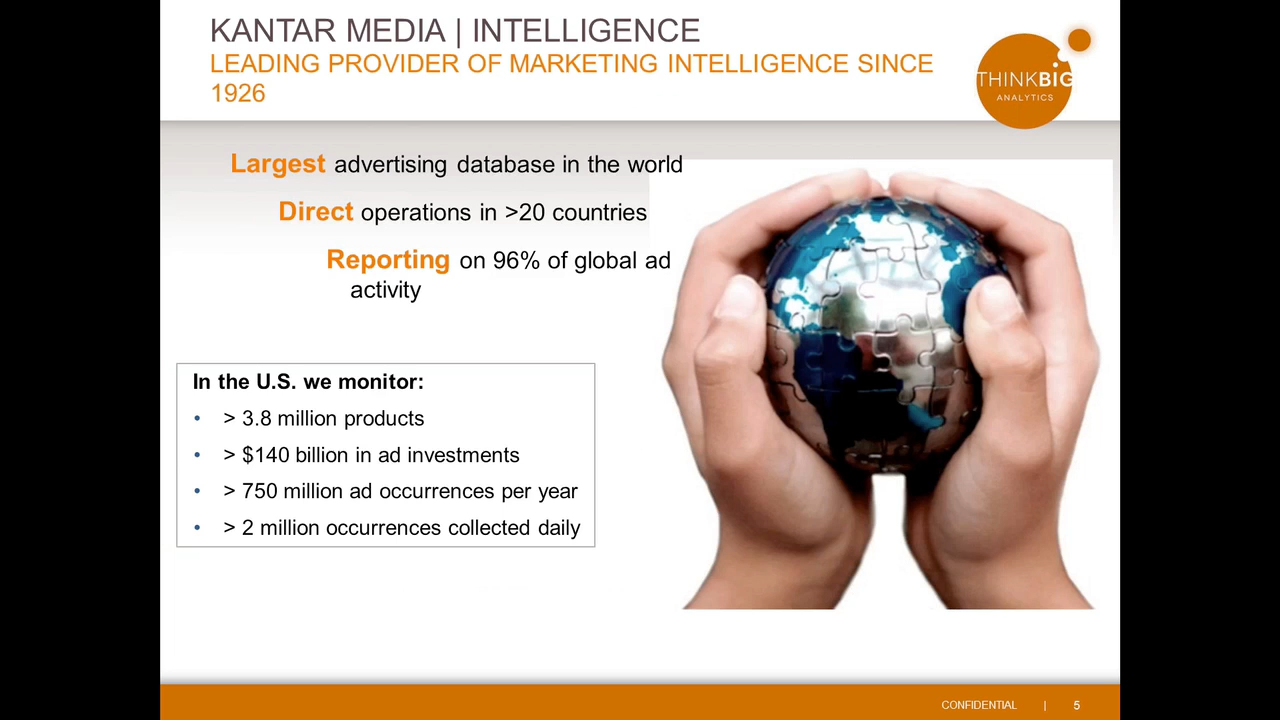 KANTAR MEDIA | INTELLIGENCE
LEADING PROVIDER OF MARKETING INTELLIGENCE SINCE
1926
THINKBIG
ANALYTICS
Largest advertising database in the world
Direct operations in >20 countries
Reporting on 96% of global ad
activity
In the U.S. we monitor:
• > 3.8 million products
• > $140 billion in ad investments
• > 750 million ad occurrences per year
• > 2 million occurrences collected daily
CONFIDENTIAL | 5